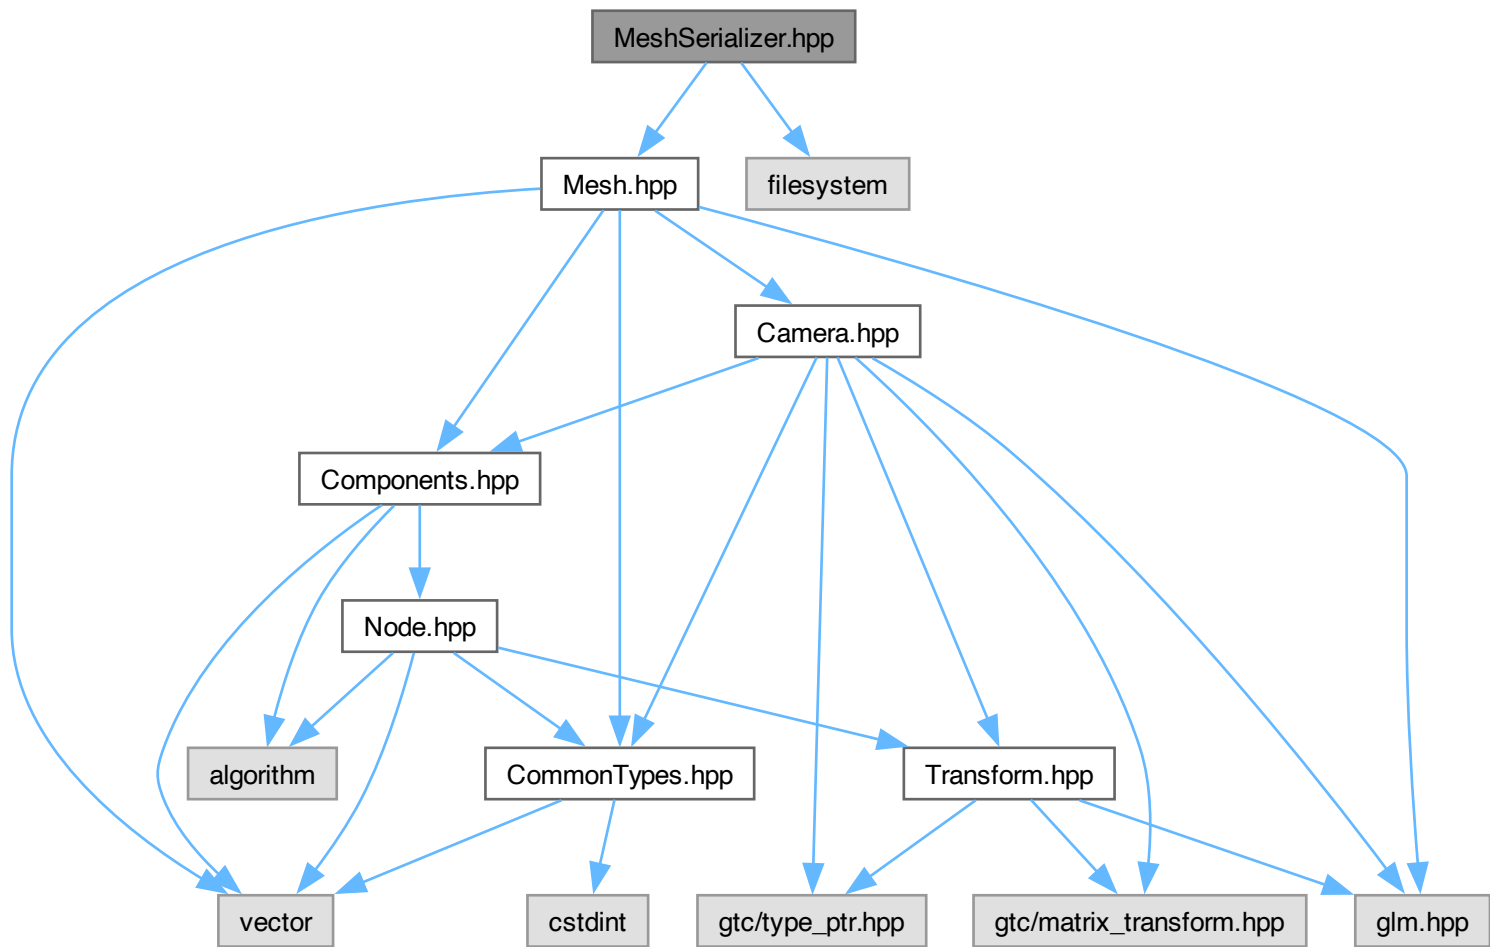 MeshSerializer.hpp
Mesh.hpp
filesystem
Camera.hpp
Components.hpp
Node.hpp
algorithm
CommonTypes.hpp
Transform.hpp
vector
cstdint
gtc/type_ptr.hpp
gtc/matrix_transform.hpp
glm.hpp